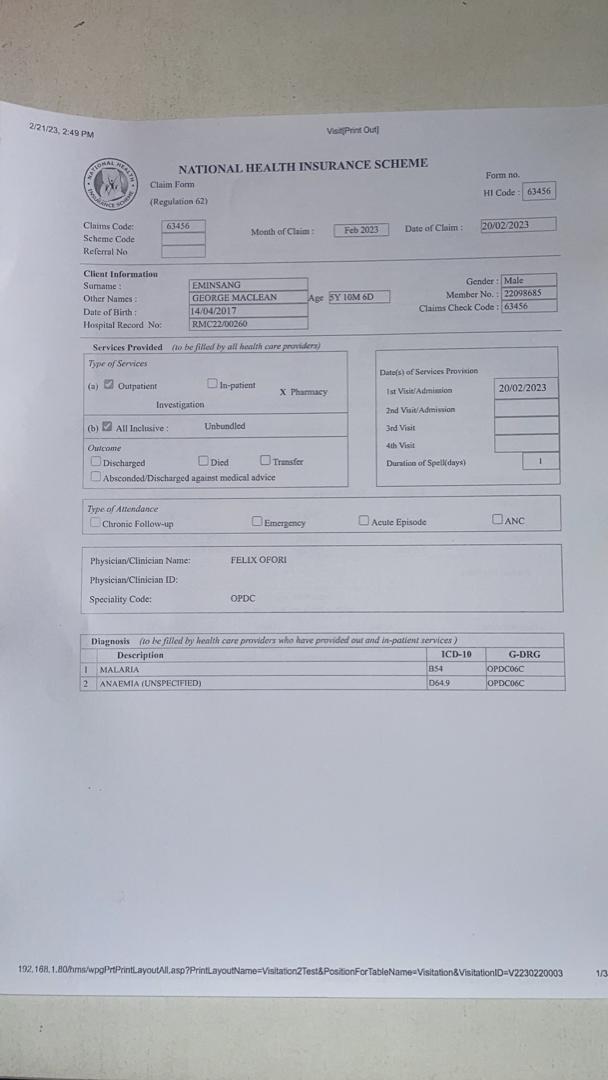 2/21/23, 2:49 PM
Visit[Print Out]
NATIONAL HEALTH INSURANCE SCHEME
NATIONAL HEALTH INSURANCE SCHEME
Claim Form
(Regulation 62)
Form no.
HI Code : 63456
Claims Code: 63456
Month of Claim : Feb 2023
Date of Claim : 20/02/2023
Scheme Code
Referral No
Client Information
Surname : EMINSANG
Gender : Male
Other Names : GEORGE MACLEAN
Age 5Y 10M 6D
Member No. : 22098685
Date of Birth : 14/04/2017
Claims Check Code : 63456
Hospital Record No: RMC22/00260
Services Provided (to be filled by all health care providers)
Type of Services
(a) Outpatient In-patient X Pharmacy
Investigation
(b) All Inclusive : Unbundled
Outcome
Discharged Died Transfer
Absconded/Discharged against medical advice
Date(s) of Services Provision
1st Visit/Admission 20/02/2023
2nd Visit/Admission
3rd Visit
4th Visit
Duration of Spell(days) 1
Type of Attendance
Chronic Follow-up Emergency Acute Episode ANC
Physician/Clinician Name: FELIX OFORI
Physician/Clinician ID:
Speciality Code: OPDC
Diagnosis (to be filled by health care providers who have provided out and in-patient services )
Description ICD-10 G-DRG
1 MALARIA B54 OPDC06C
2 ANAEMIA (UNSPECIFIED) D64.9 OPDC06C
192.168.1.80/hms/wpgPrtPrintLayoutAll.asp?PrintLayoutName=Visitation2Test&PositionForTableName=Visitation&VisitationID=V2230220003
1/3